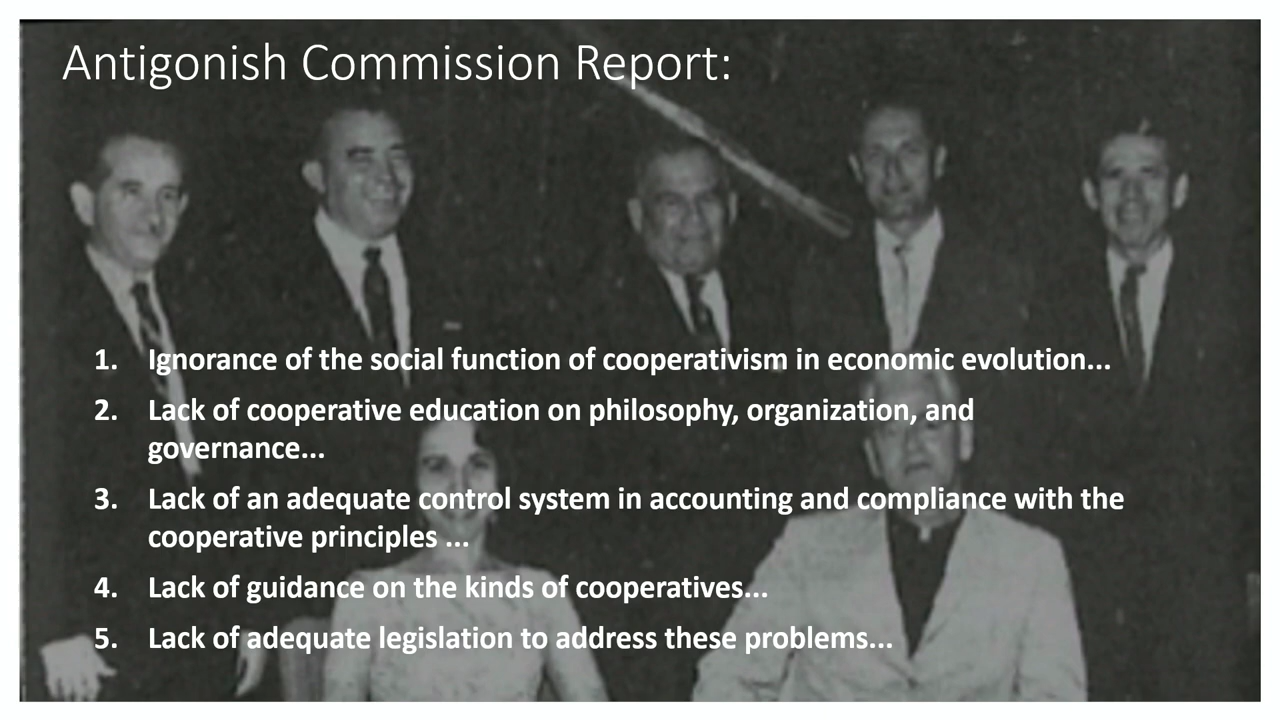 Antigonish Commission Report:
1. Ignorance of the social function of cooperativism in economic evolution...
2. Lack of cooperative education on philosophy, organization, and
governance...
3. Lack of an adequate control system in accounting and compliance with the
cooperative principles ...
4. Lack of guidance on the kinds of cooperatives...
5. Lack of adequate legislation to address these problems...